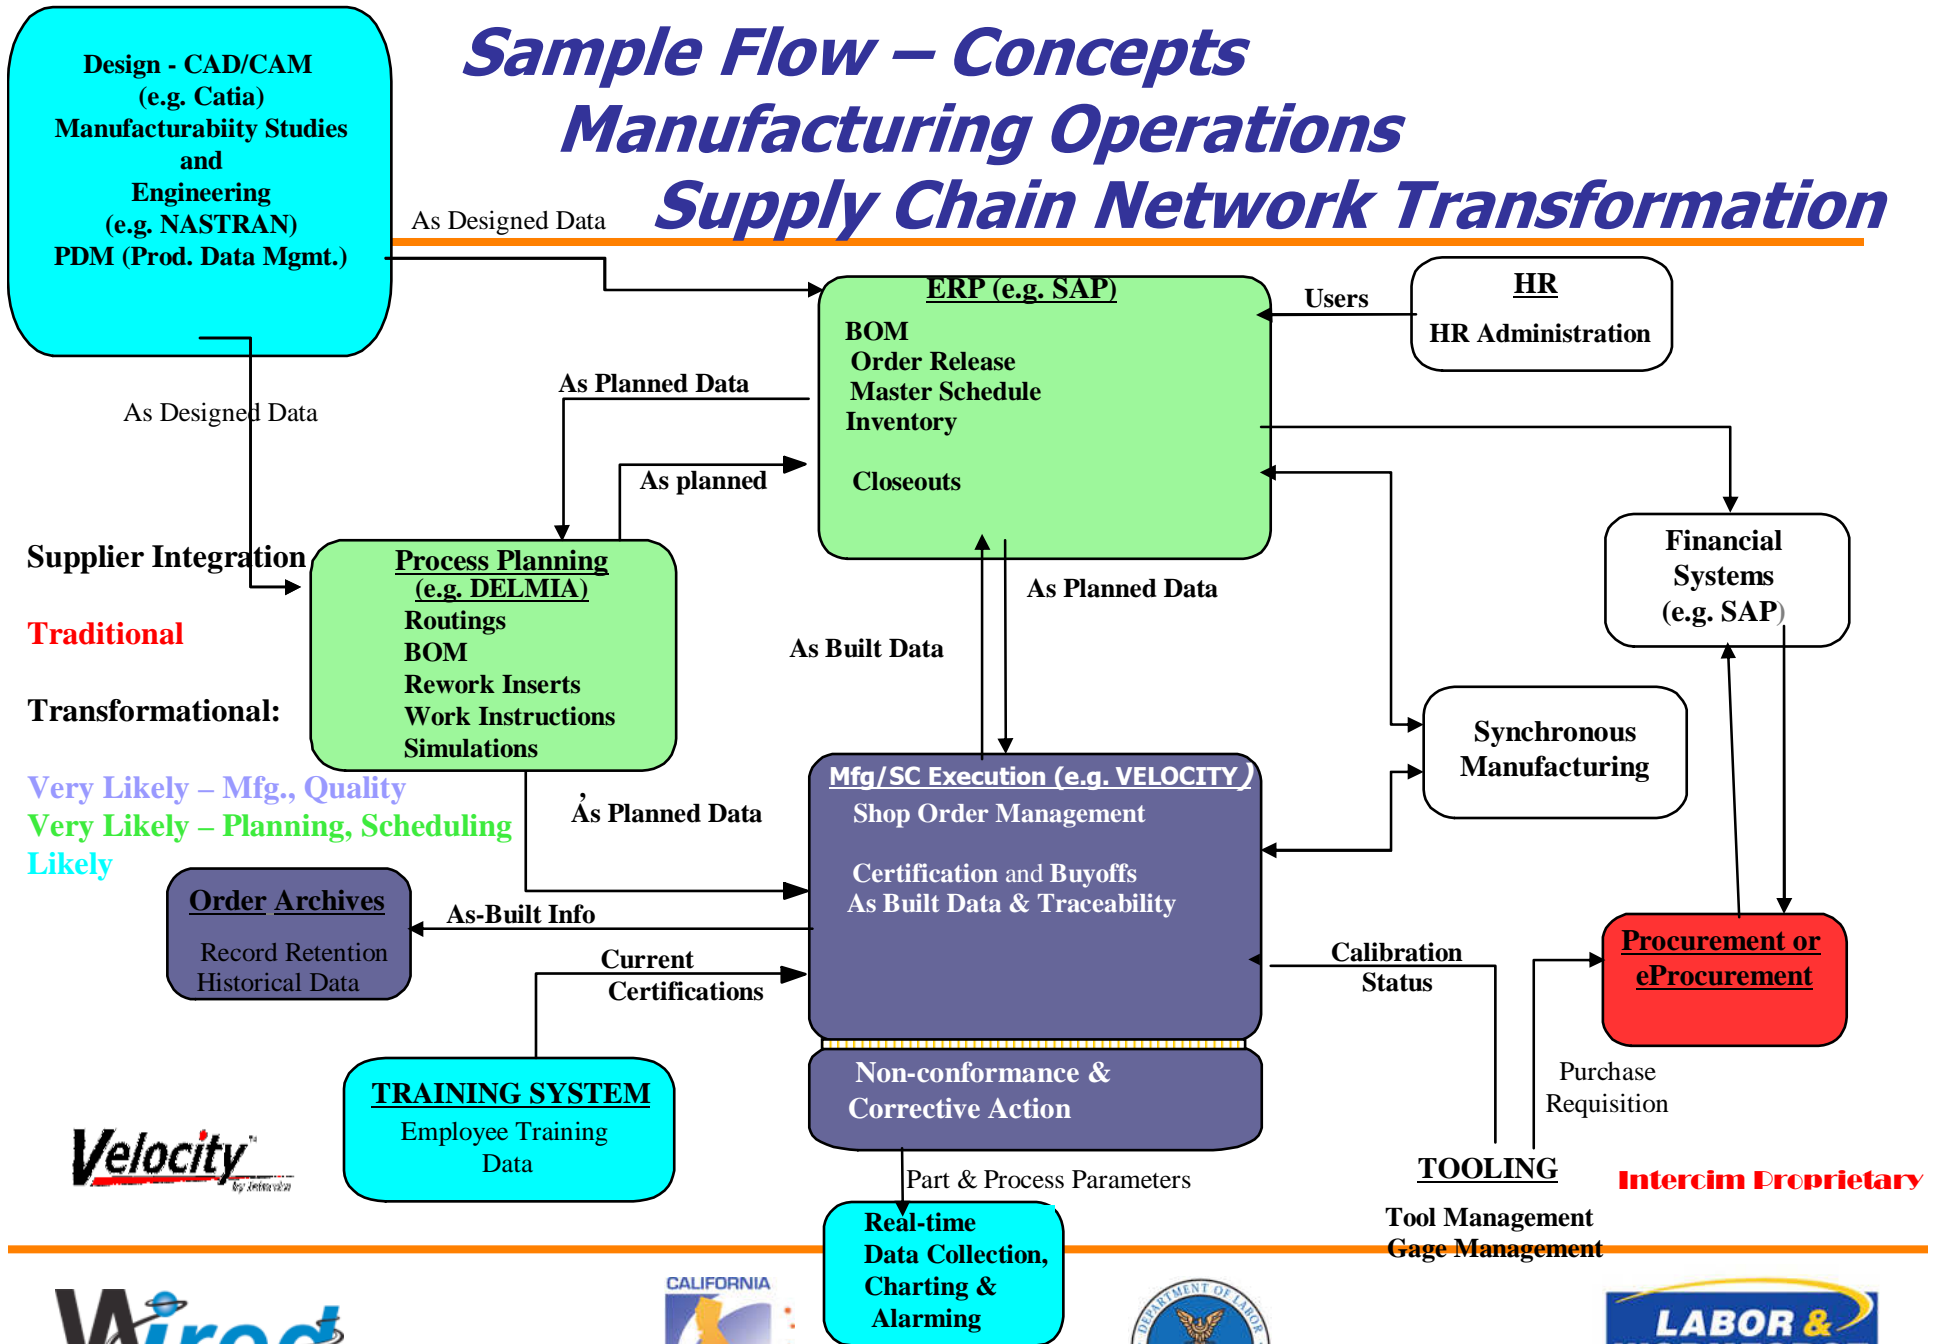 Sample Flow – Concepts
Manufacturing Operations
Supply Chain Network Transformation
Design - CAD/CAM
(e.g. Catia)
Manufacturabiity Studies
and
Engineering
(e.g. NASTRAN)
PDM (Prod. Data Mgmt.)
As Designed Data
As Designed Data
ERP (e.g. SAP)
BOM
Order Release
Master Schedule
Inventory
Closeouts
Users
HR
HR Administration
As Planned Data
As planned
Supplier Integration
Traditional
Transformational:
Very Likely – Mfg., Quality
Very Likely – Planning, Scheduling
Likely
Process Planning
(e.g. DELMIA)
Routings
BOM
Rework Inserts
Work Instructions
Simulations
As Planned Data
As Built Data
Financial
Systems
(e.g. SAP)
Synchronous
Manufacturing
As Planned Data
Mfg/SC Execution (e.g. VELOCITY)
Shop Order Management
Certification and Buyoffs
As Built Data & Traceability
Order Archives
Record Retention
Historical Data
As-Built Info
Current
Certifications
Calibration
Status
Procurement or
eProcurement
Purchase
Requisition
TRAINING SYSTEM
Employee Training
Data
Non-conformance &
Corrective Action
Part & Process Parameters
Real-time
Data Collection,
Charting &
Alarming
TOOLING
Tool Management
Gage Management
Velocity
Intercim Proprietary
Wired
CALIFORNIA
DEPARTMENT OF LABOR
LABOR &